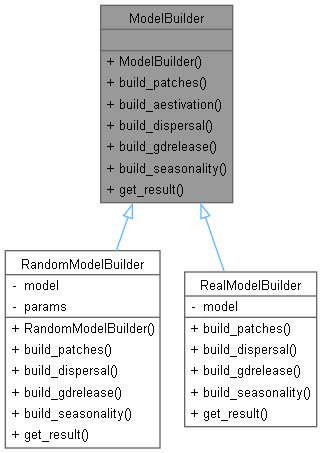 ModelBuilder
+ ModelBuilder()
+ build_patches()
+ build_aestivation()
+ build_dispersal()
+ build_gdrelease()
+ build_seasonality()
+ get_result()
RandomModelBuilder
- model
- params
+ RandomModelBuilder()
+ build_patches()
+ build_dispersal()
+ build_gdrelease()
+ build_seasonality()
+ get_result()
RealModelBuilder
- model
+ build_patches()
+ build_dispersal()
+ build_gdrelease()
+ build_seasonality()
+ get_result()